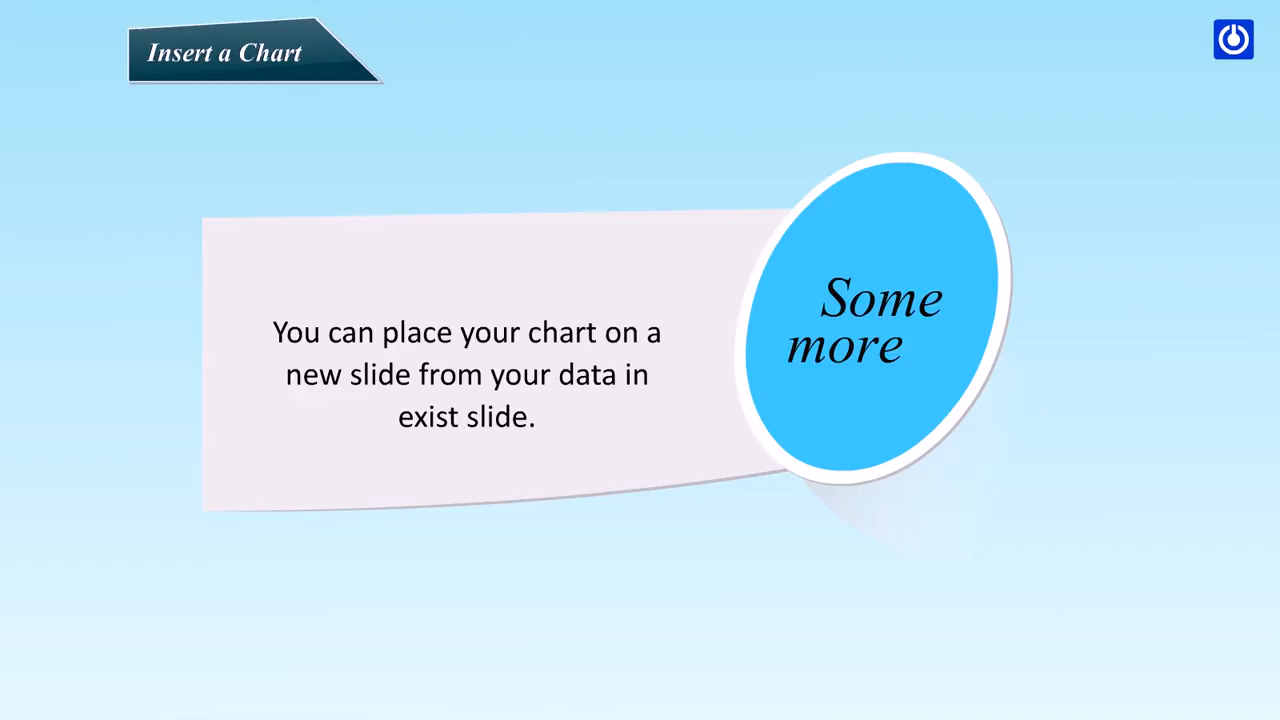 Insert a Chart
You can place your chart on a
new slide from your data in
exist slide.
Some
more